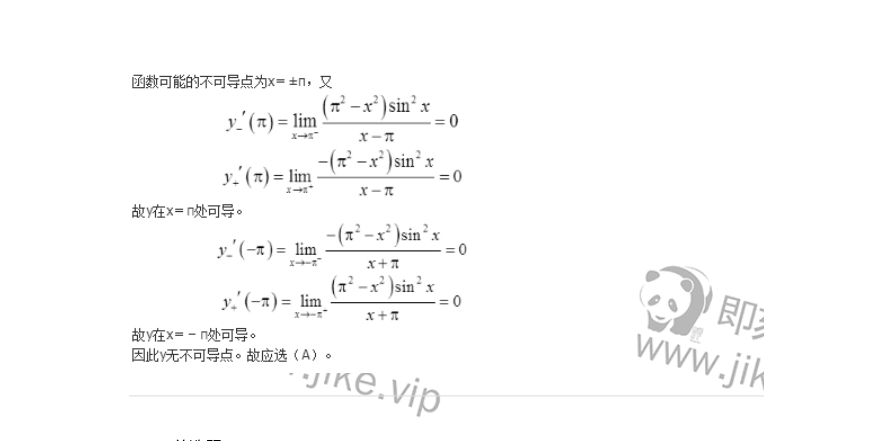 函数可能的不可导点为x=±π，又
y₋′(π)=lim_{x→π⁻} (π²−x²)sin²x / (x−π) =0
y₊′(π)=lim_{x→π⁺} −(π²−x²)sin²x / (x−π) =0
故y在x=π处可导。
y₋′(−π)=lim_{x→−π⁻} −(π²−x²)sin²x / (x+π) =0
y₊′(−π)=lim_{x→−π⁺} (π²−x²)sin²x / (x+π) =0
故y在x=-π处可导。
因此y无不可导点。故应选（A）。
www.jik
.jike.vip